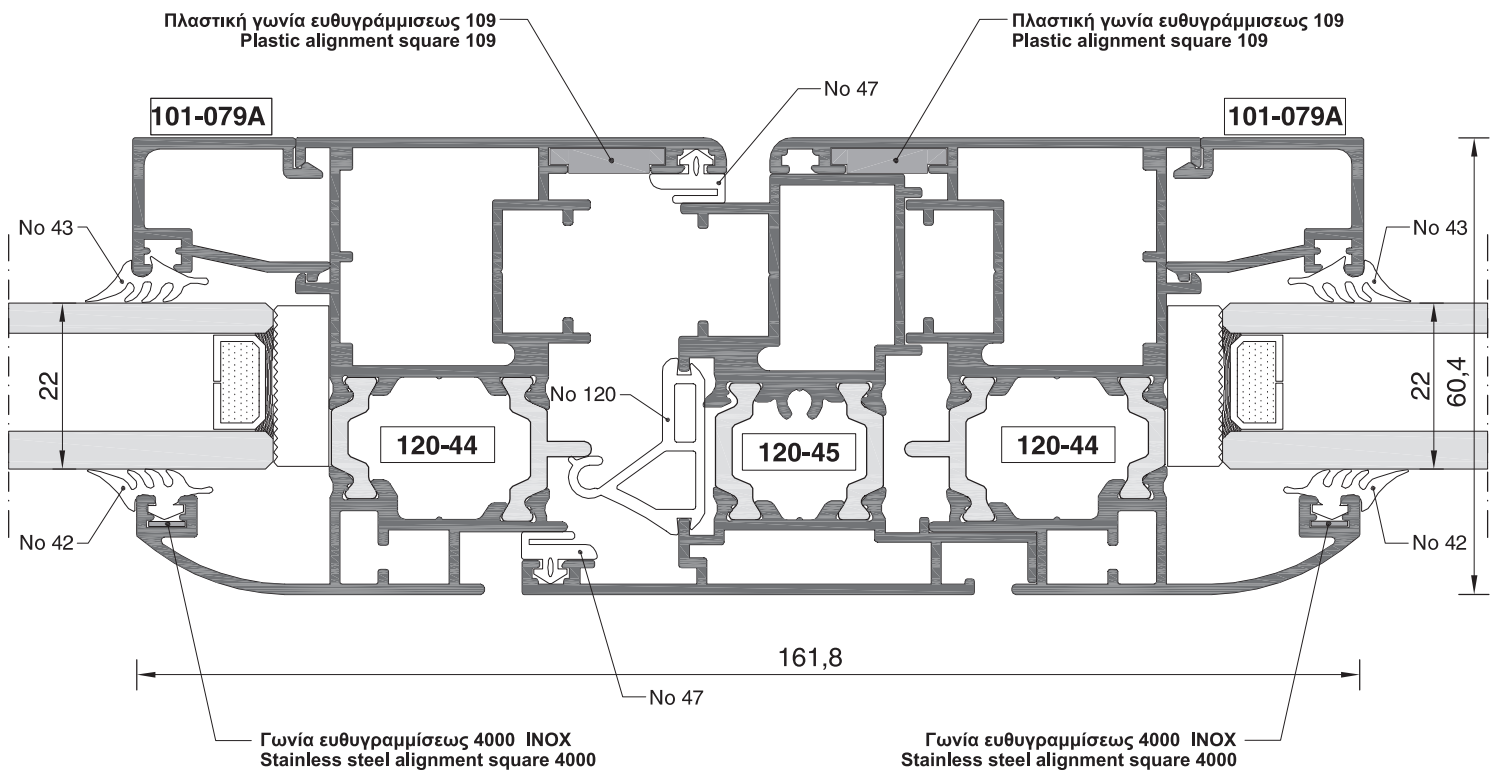 Πλαστική γωνία ευθυγράμμισεως 109
Plastic alignment square 109
Πλαστική γωνία ευθυγράμμισεως 109
Plastic alignment square 109
No 47
101-079A
101-079A
No 43
No 43
22
No 120
120-44
120-45
120-44
22
60,4
No 42
No 42
161,8
No 47
Γωνία ευθυγραμμίσεως 4000 INOX
Stainless steel alignment square 4000
Γωνία ευθυγραμμίσεως 4000 INOX
Stainless steel alignment square 4000